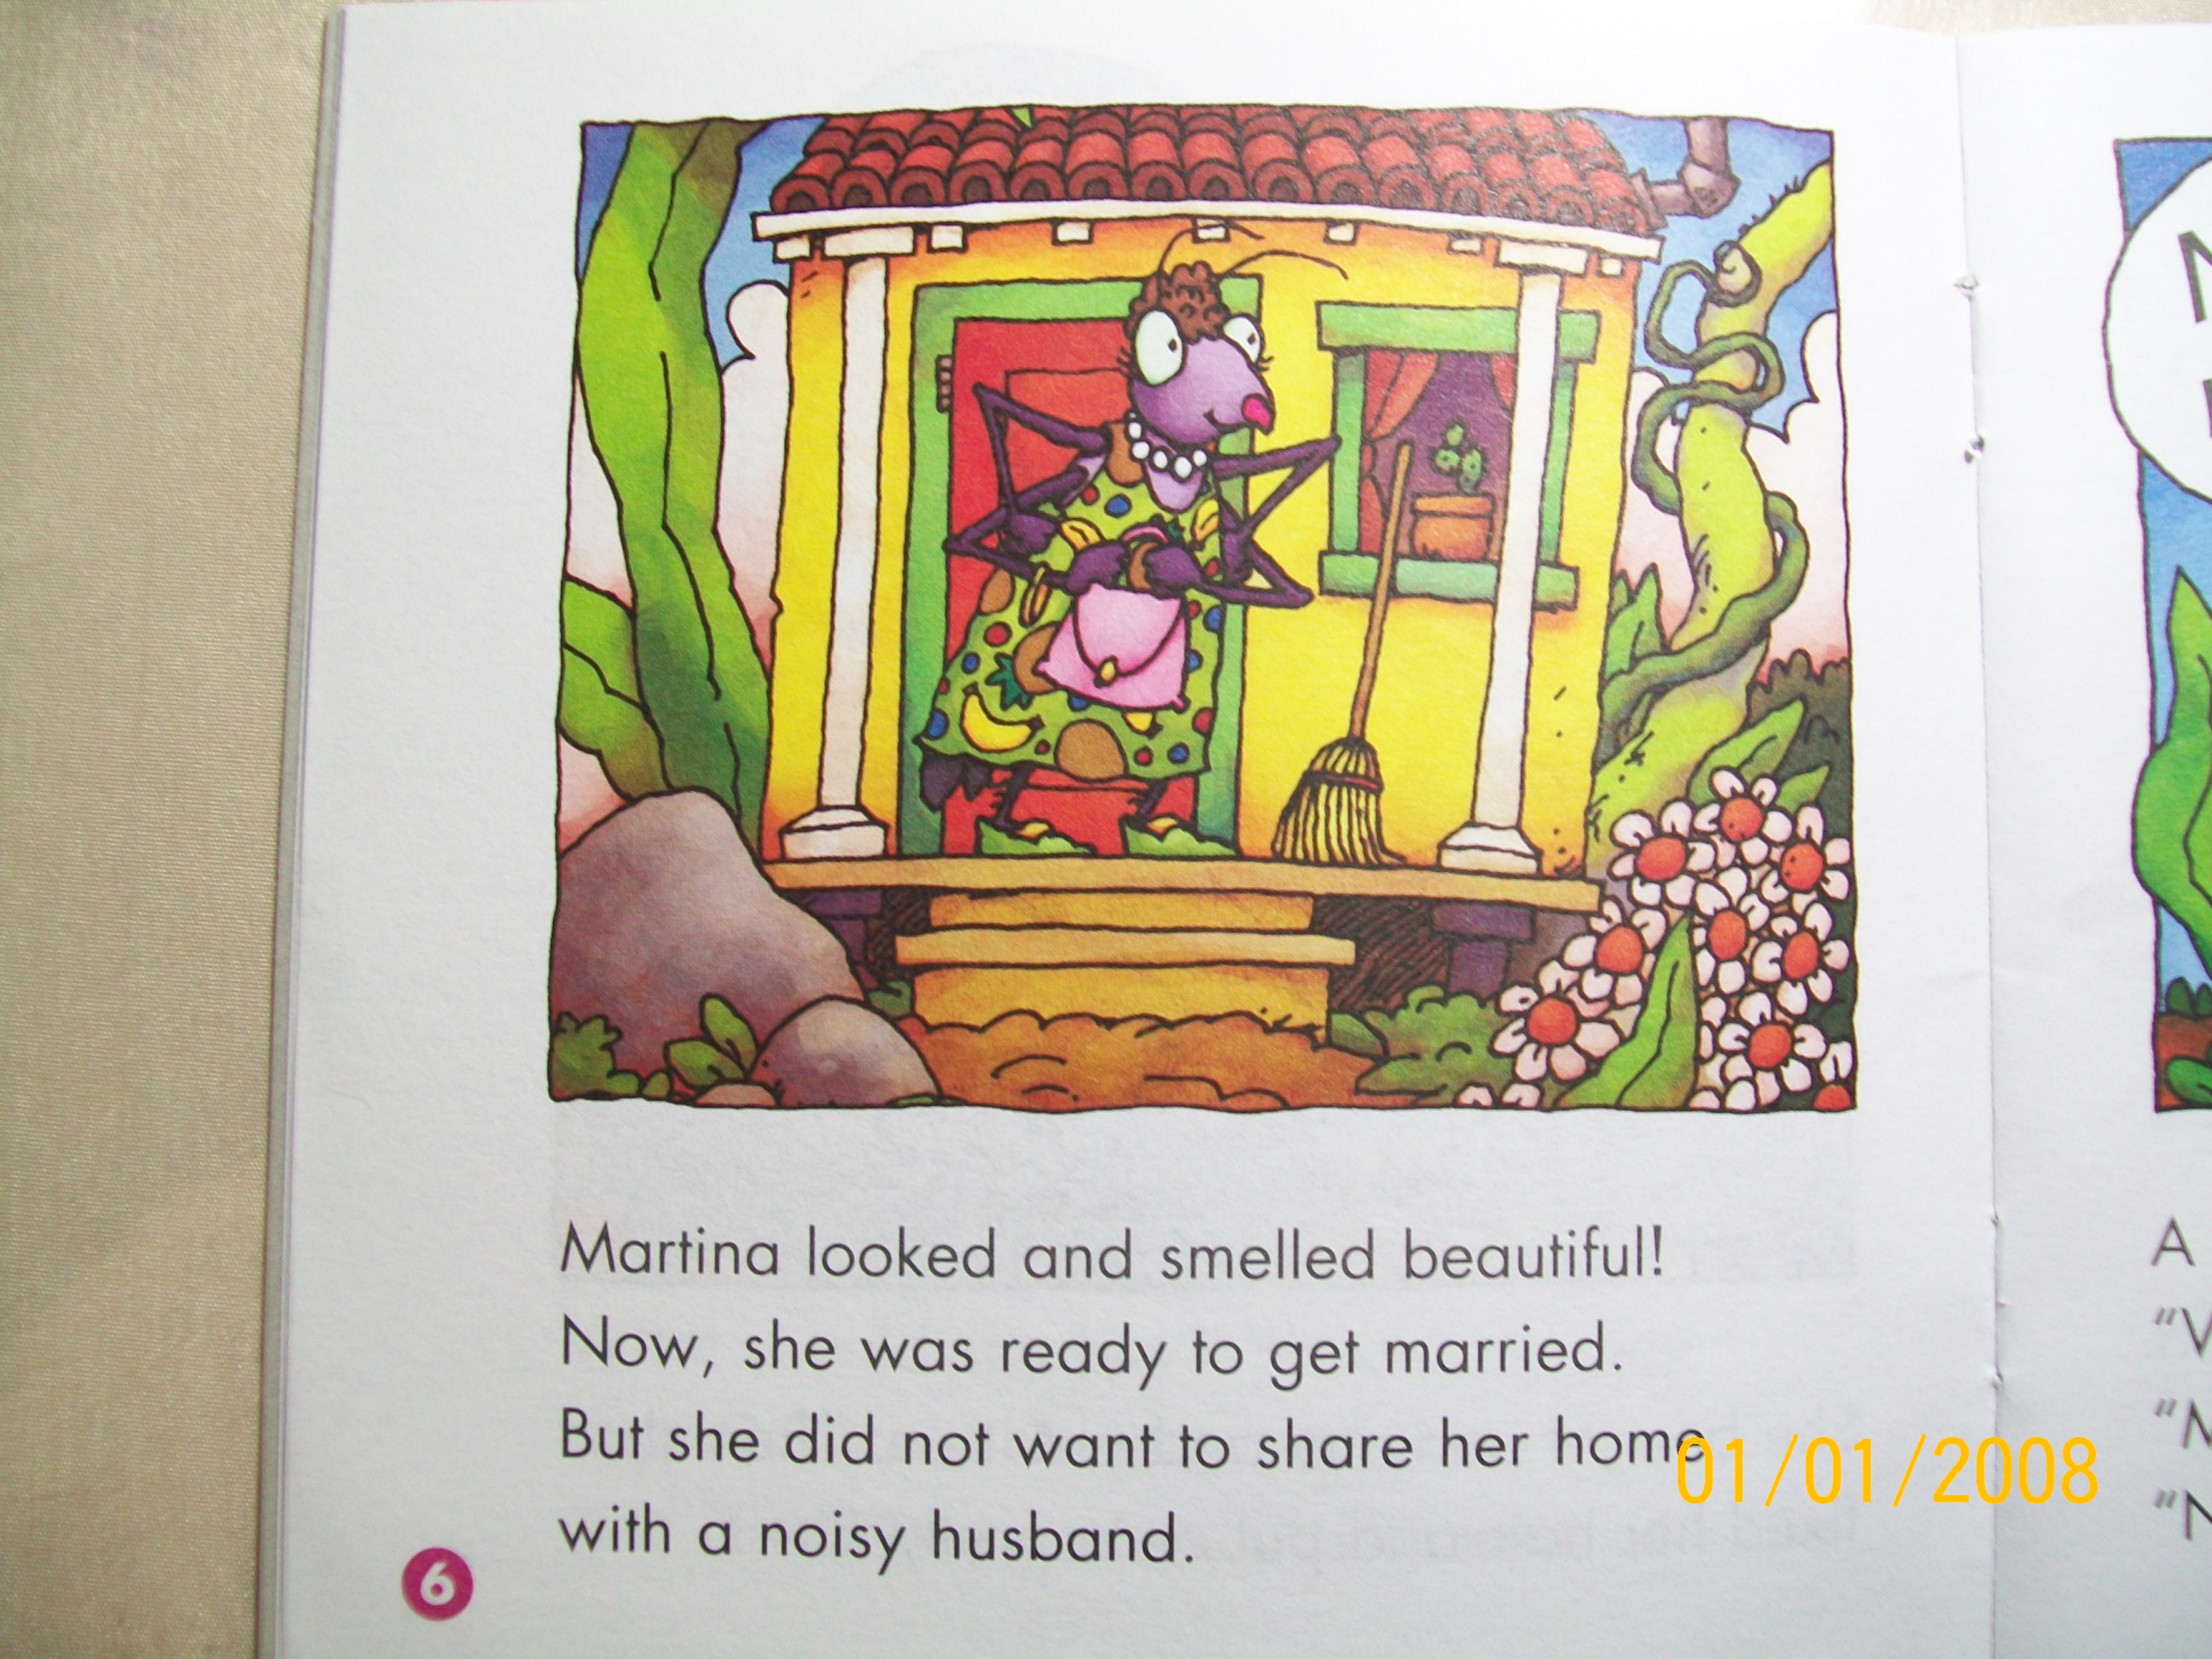 Martina looked and smelled beautiful!
Now, she was ready to get married.
But she did not want to share her home
with a noisy husband.
6
01/01/2008
A
"V
"M
"N